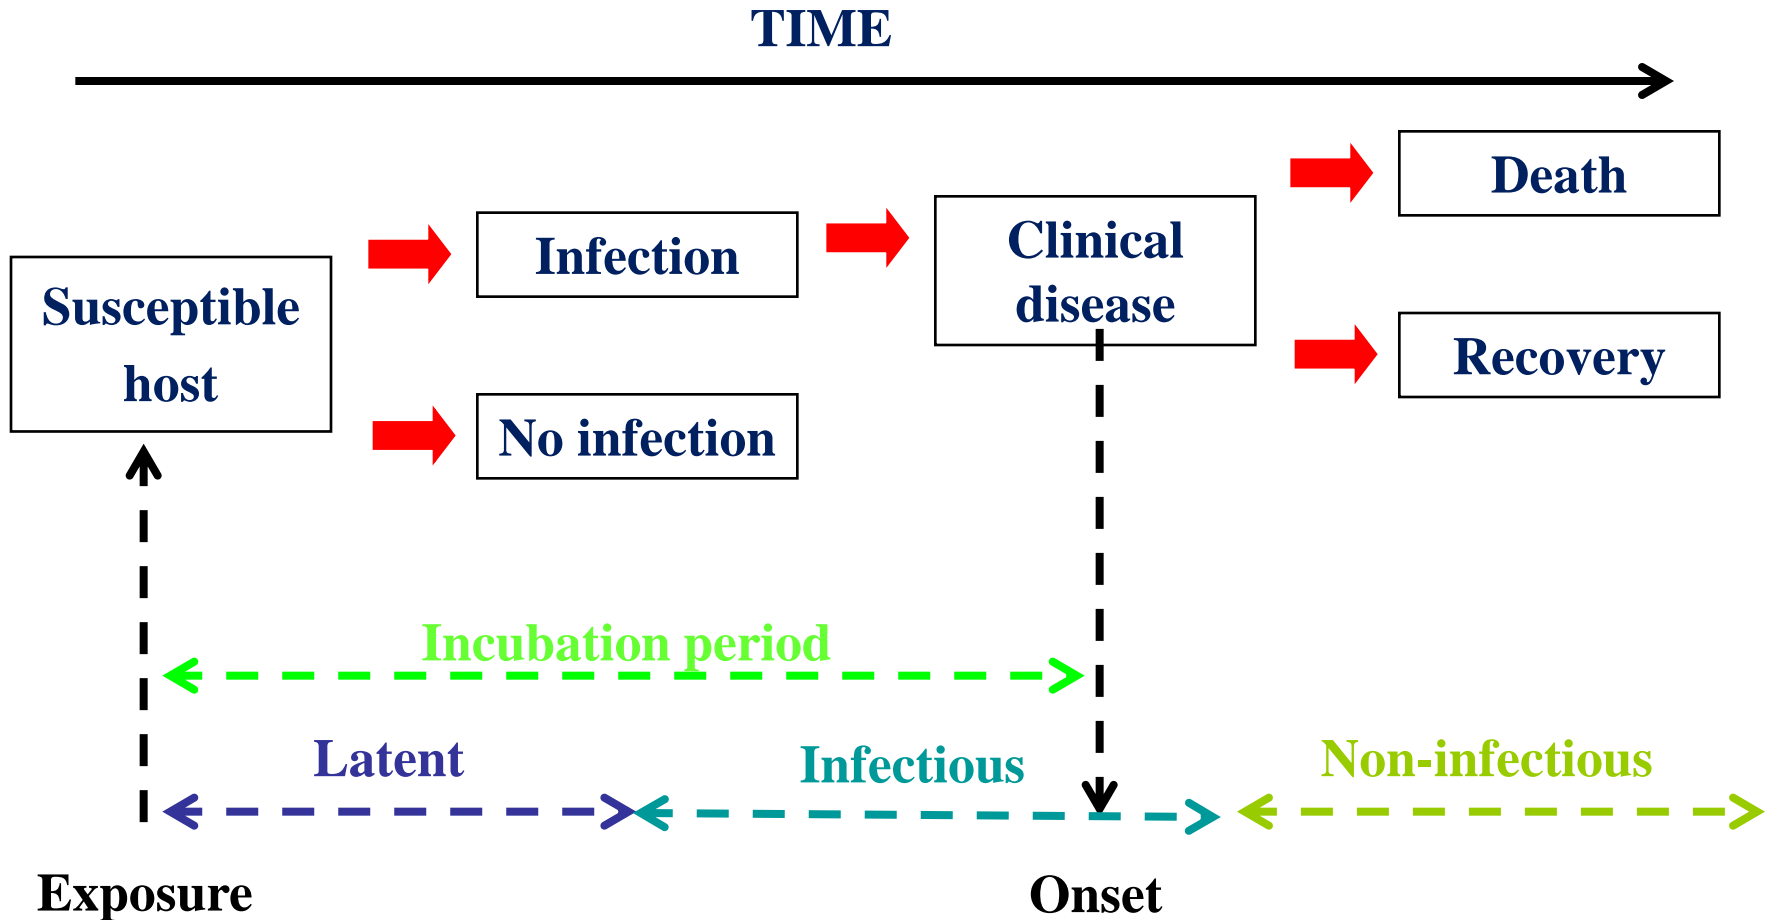 TIME
Death
Infection
Clinical
disease
Susceptible
host
Recovery
No infection
Incubation period
Latent
Infectious
Non-infectious
Exposure
Onset